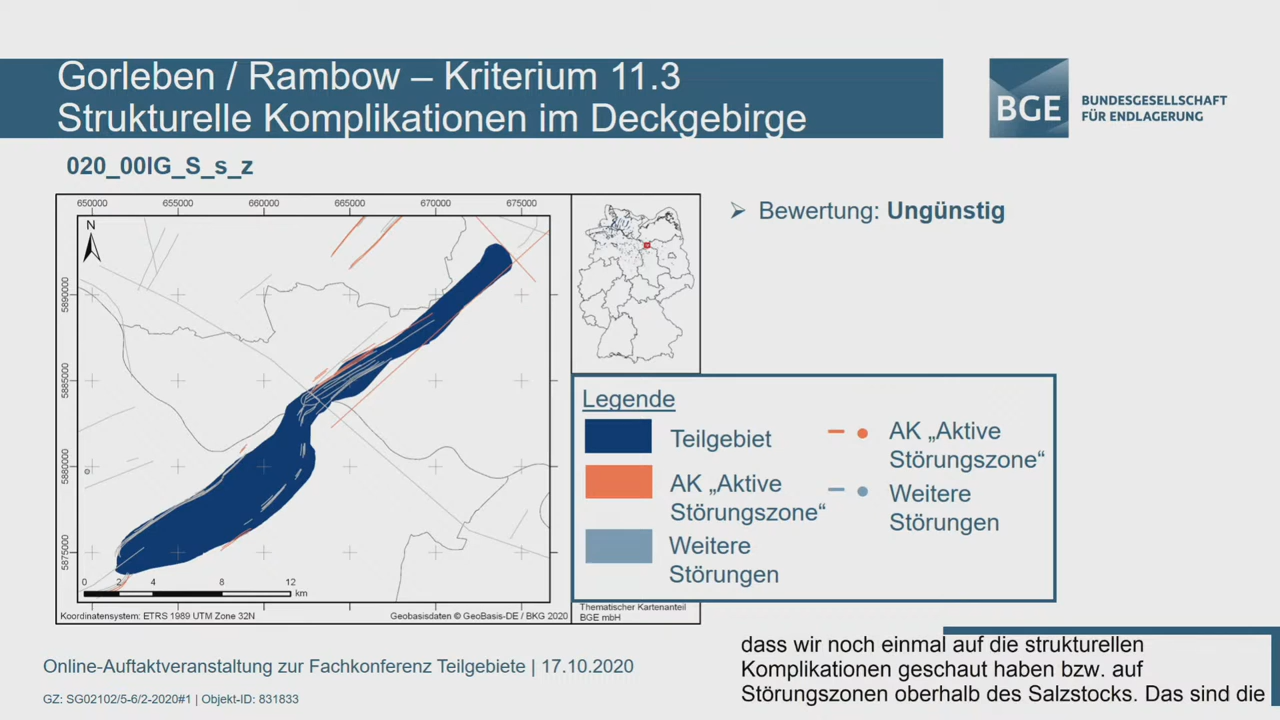 Gorleben / Rambow – Kriterium 11.3
Strukturelle Komplikationen im Deckgebirge
BGE
BUNDESGESELLSCHAFT
FÜR ENDLAGERUNG
020_00IG_S_s_z
650000 655000 660000 665000 670000 675000
N
5890000
5885000
5880000
5875000
0 2 4 8 12
km
Koordinatensystem: ETRS 1989 UTM Zone 32N
Geobasisdaten © GeoBasis-DE / BKG 2020
Thematischer Kartenanteil
BGE mbH
➢ Bewertung: Ungünstig
Legende
Teilgebiet
AK „Aktive
Störungszone“
Weitere
Störungen
AK „Aktive
Störungszone“
Weitere
Störungen
Online-Auftaktveranstaltung zur Fachkonferenz Teilgebiete | 17.10.2020
GZ: SG02102/5-6/2-2020#1 | Objekt-ID: 831833
dass wir noch einmal auf die strukturellen
Komplikationen geschaut haben bzw. auf
Störungszonen oberhalb des Salzstocks. Das sind die